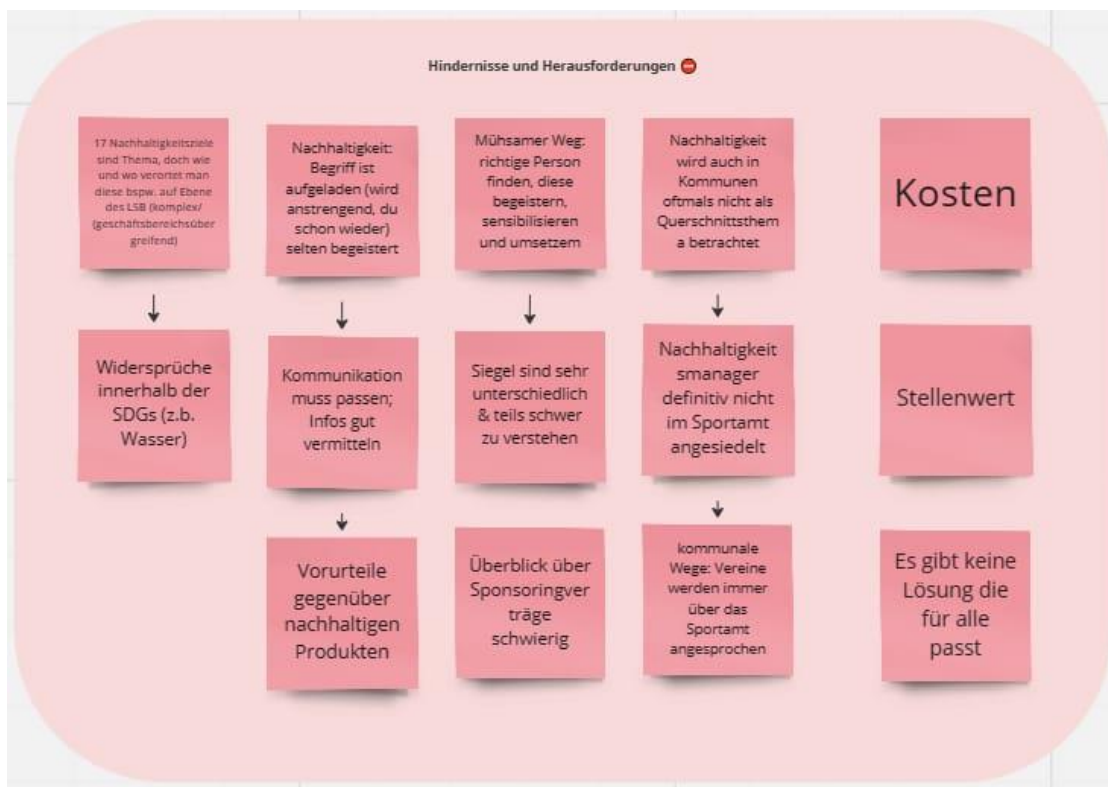 Hindernisse und Herausforderungen
17 Nachhaltigkeitsziele
sind Thema, doch wie
und wo verortet man
diese bspw. auf Ebene
des LSB (komplex/
(geschäftsbereichsüber
greifend)
Nachhaltigkeit:
Begriff ist
aufgeladen (wird
anstrengend, du
schon wieder)
selten begeistert
Mühsamer Weg:
richtige Person
finden, diese
begeistern,
sensibilisieren
und umsetzem
Nachhaltigkeit
wird auch in
Kommunen
oftmals nicht als
Querschnittsthem
a betrachtet
Kosten
Widersprüche
innerhalb der
SDGs (z.b.
Wasser)
Kommunikation
muss passen;
Infos gut
vermitteln
Siegel sind sehr
unterschiedlich
& teils schwer
zu verstehen
Nachhaltigkeit
smanager
definitiv nicht
im Sportamt
angesiedelt
Stellenwert
Vorurteile
gegenüber
nachhaltigen
Produkten
Überblick über
Sponsoringver
träge
schwierig
kommunale
Wege: Vereine
werden immer
über das
Sportamt
angesprochen
Es gibt keine
Lösung die
für alle
passt